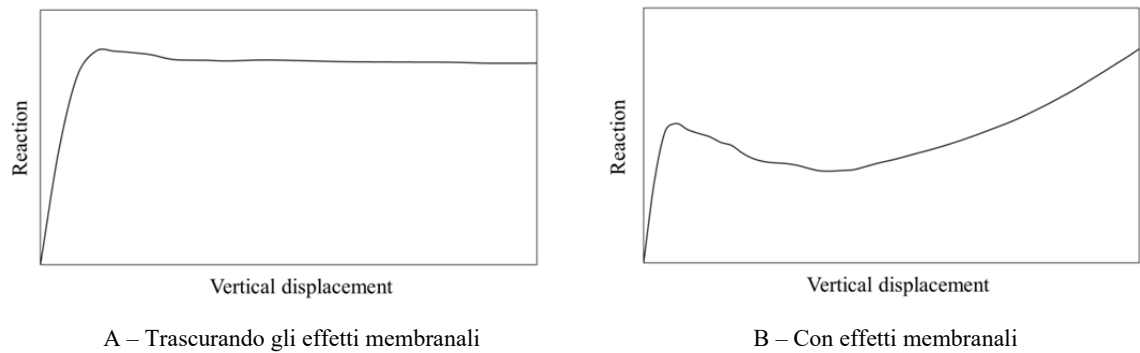 Reaction
Vertical displacement
A – Trascurando gli effetti membranali
Reaction
Vertical displacement
B – Con effetti membranali